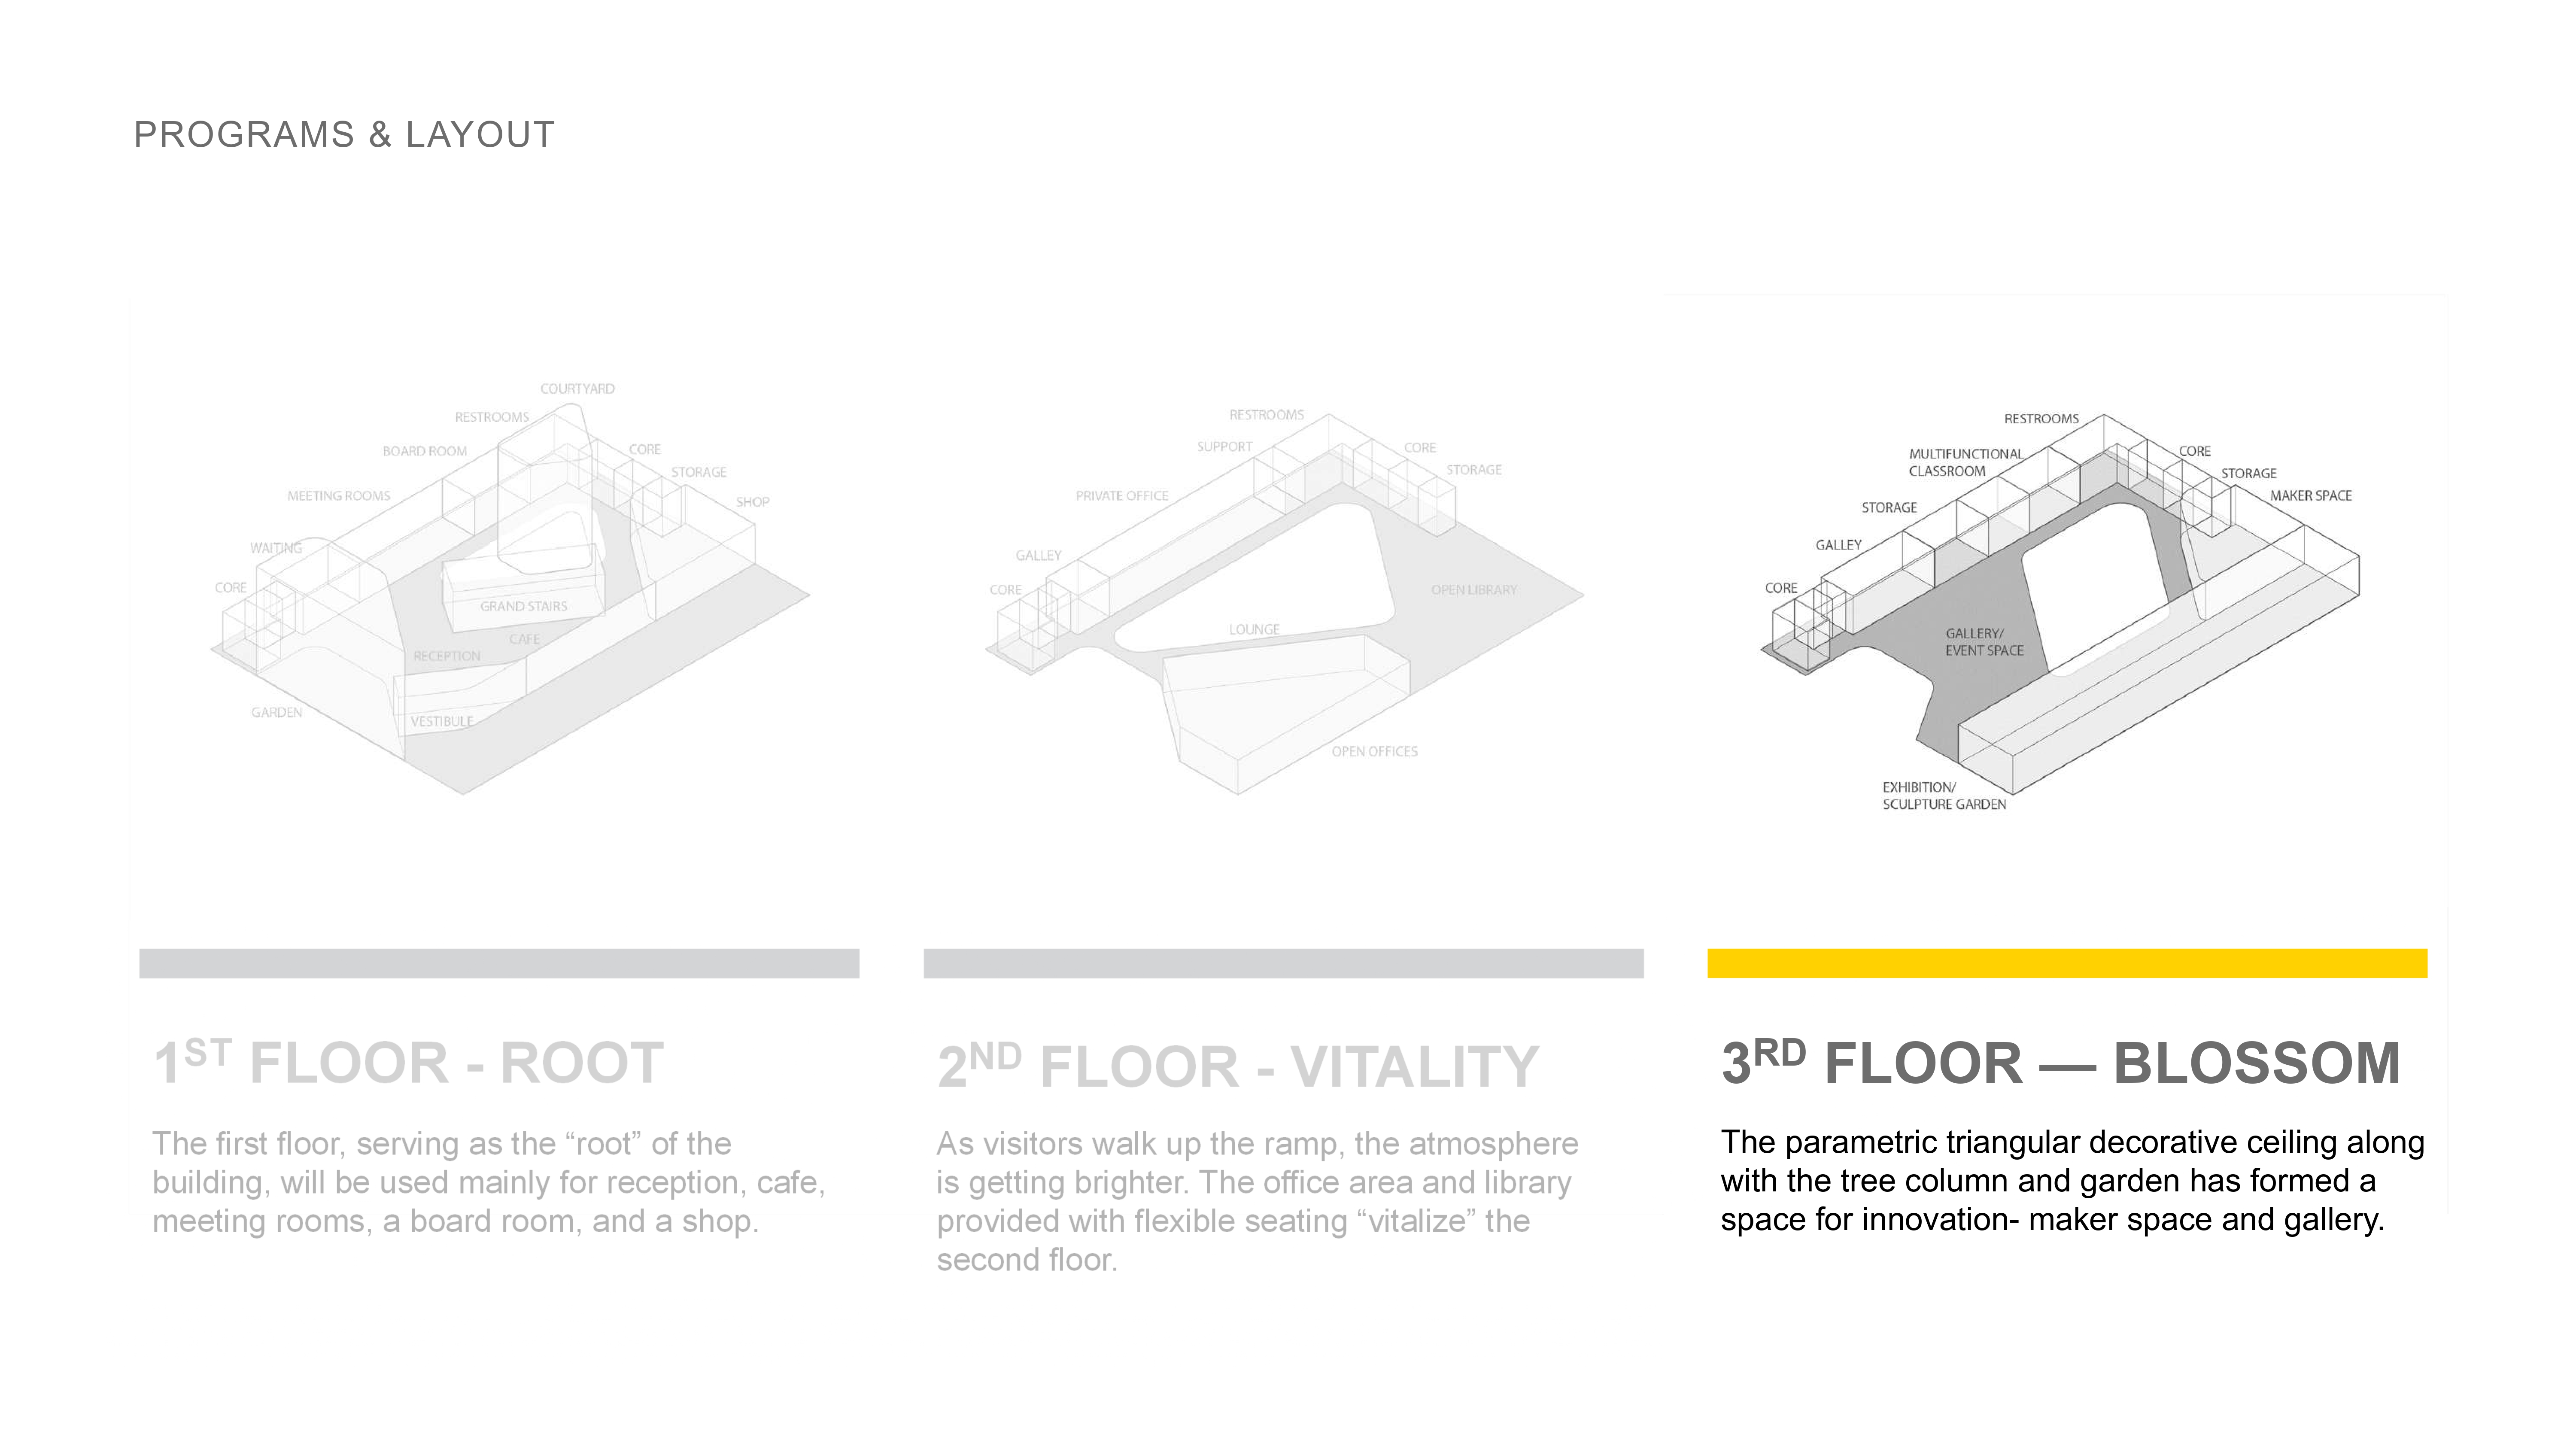 PROGRAMS & LAYOUT
COURTYARD
RESTROOMS
BOARD ROOM
CORE
STORAGE
MEETING ROOMS
SHOP
WAITING
CORE
GRAND STAIRS
CAFE
RECEPTION
GARDEN
VESTIBULE
RESTROOMS
SUPPORT
CORE
STORAGE
PRIVATE OFFICE
GALLEY
CORE
OPEN LIBRARY
LOUNGE
OPEN OFFICES
RESTROOMS
MULTIFUNCTIONAL
CLASSROOM
CORE
STORAGE
MAKER SPACE
STORAGE
GALLEY
CORE
GALLERY/
EVENT SPACE
EXHIBITION/
SCULPTURE GARDEN
1ST FLOOR - ROOT
The first floor, serving as the “root” of the
building, will be used mainly for reception, cafe,
meeting rooms, a board room, and a shop.
2ND FLOOR - VITALITY
As visitors walk up the ramp, the atmosphere
is getting brighter. The office area and library
provided with flexible seating “vitalize” the
second floor.
3RD FLOOR — BLOSSOM
The parametric triangular decorative ceiling along
with the tree column and garden has formed a
space for innovation- maker space and gallery.